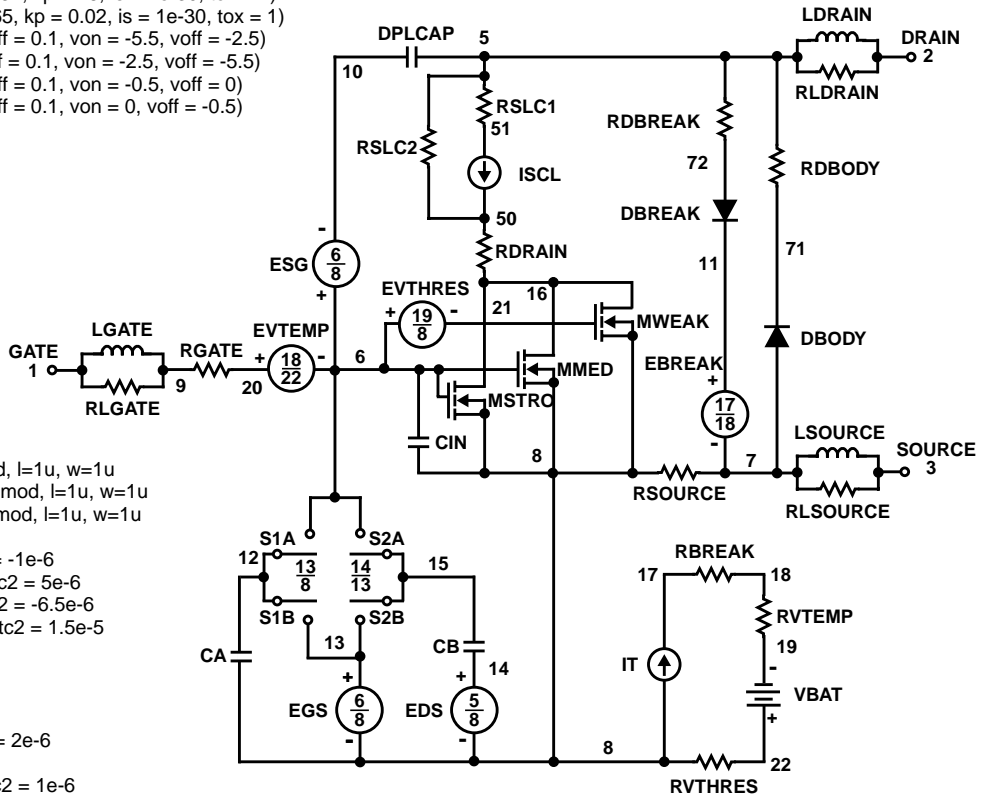 65, kp = 0.02, is = 1e-30, tox = 1)
ff = 0.1, von = -5.5, voff = -2.5)
f = 0.1, von = -2.5, voff = -5.5)
ff = 0.1, von = -0.5, voff = 0)
ff = 0.1, von = 0, voff = -0.5)
LDRAIN
DPLCAP
5
DRAIN
2
10
RLDRAIN
RSLC1
51
RDBREAK
RSLC2
ISCL
72
RDBODY
50
DBREAK
RDRAIN
71
-
ESG
6
8
+
11
EVTHRES
16
+
19
8
-
21
MWEAK
LGATE
EVTEMP
GATE
1
RGATE
+
18
22
-
6
MMED
EBREAK
DBODY
9
20
+
MSTRO
RLGATE
17
18
-
CIN
8
7
LSOURCE
SOURCE
3
RSOURCE
RLSOURCE
d, l=1u, w=1u
mod, l=1u, w=1u
mod, l=1u, w=1u
S1A
S2A
12
13
8
14
13
15
RBREAK
17
18
= -1e-6
c2 = 5e-6
2 = -6.5e-6
tc2 = 1.5e-5
S1B
S2B
RVTEMP
13
CB
19
CA
14
IT
-
+
+
VBAT
EGS
6
8
EDS
5
8
+
-
-
= 2e-6
8
22
c2 = 1e-6
RVTHRES